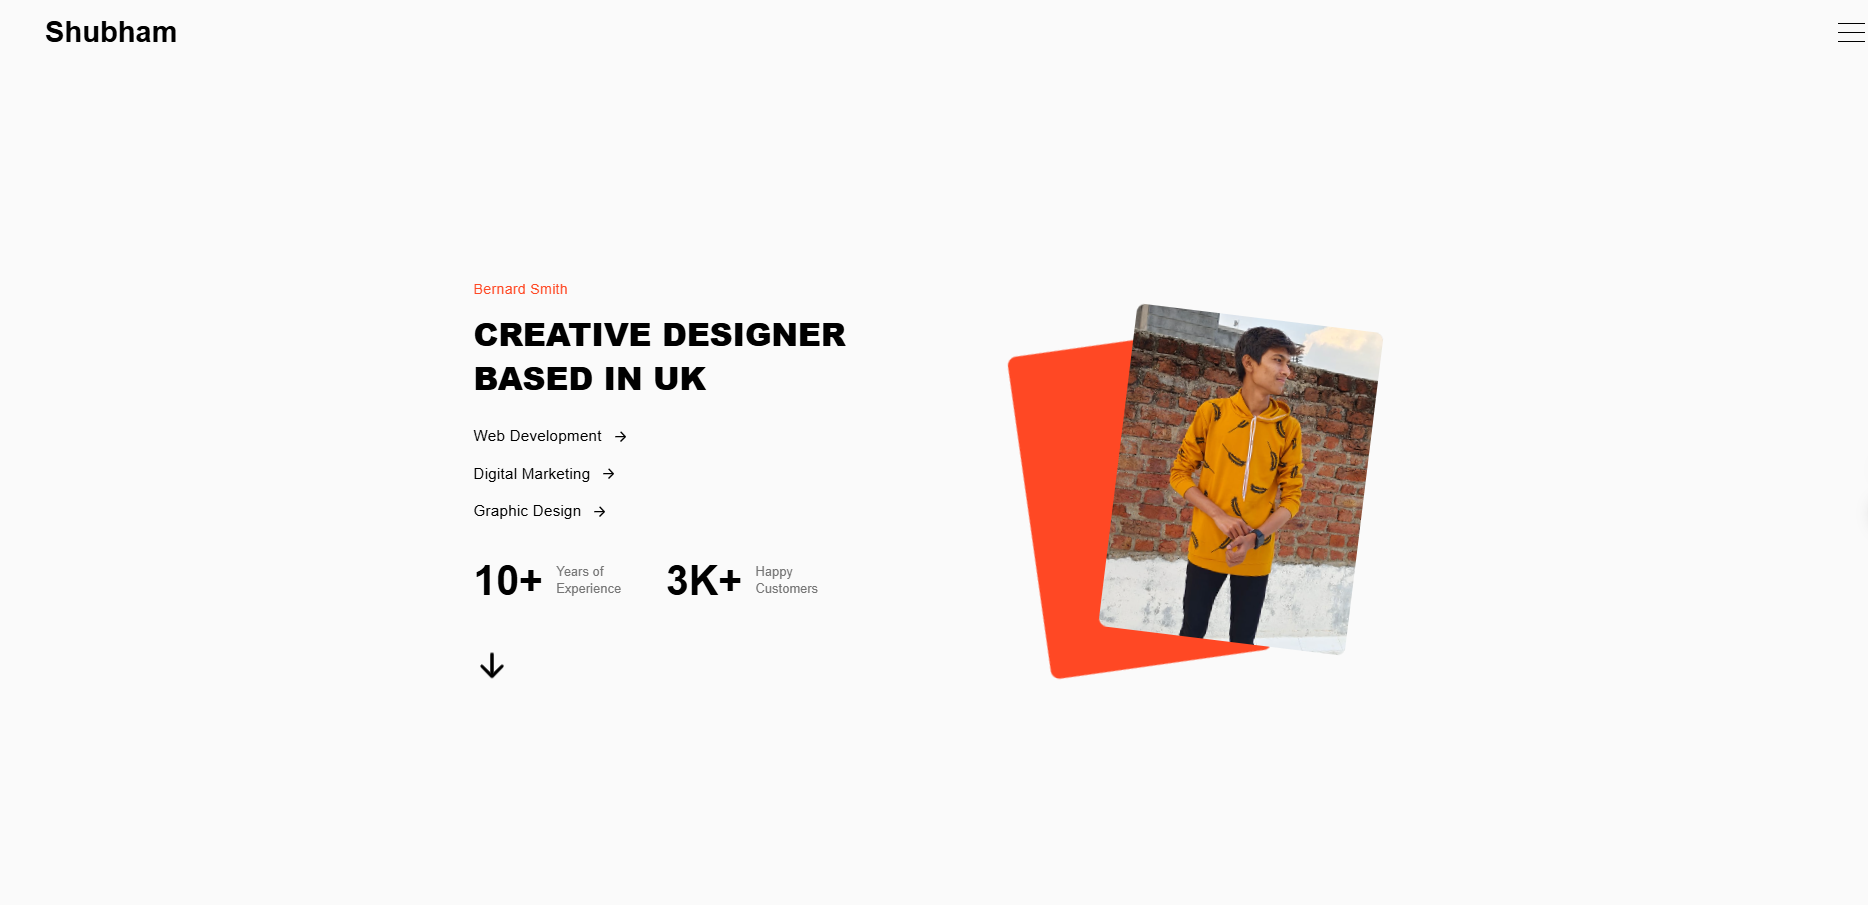 Shubham
Bernard Smith
CREATIVE DESIGNER
BASED IN UK
Web Development
Digital Marketing
Graphic Design
10+ Years of
Experience
3K+ Happy
Customers